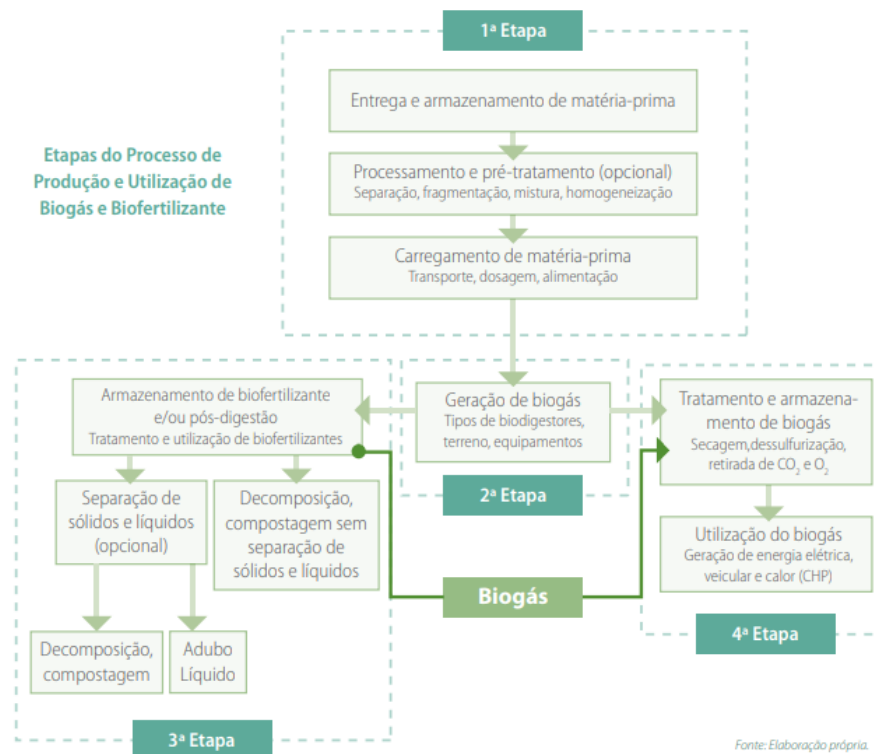 1ª Etapa
Entrega e armazenamento de matéria-prima
Etapas do Processo de
Produção e Utilização de
Biogás e Biofertilizante
Processamento e pré-tratamento (opcional)
Separação, fragmentação, mistura, homogeneização
Carregamento de matéria-prima
Transporte, dosagem, alimentação
Armazenamento de biofertilizante
e/ou pós-digestão
Tratamento e utilização de biofertilizantes
Geração de biogás
Tipos de biodigestores,
terreno, equipamentos
Tratamento e armazena-
mento de biogás
Secagem,dessulfurização,
retirada de CO₂ e O₂
2ª Etapa
Separação de
sólidos e líquidos
(opcional)
Decomposição,
compostagem sem
separação de
sólidos e líquidos
Utilização do biogás
Geração de energia elétrica,
veicular e calor (CHP)
Biogás
4ª Etapa
Decomposição,
compostagem
Adubo
Líquido
3ª Etapa
Fonte: Elaboração própria.